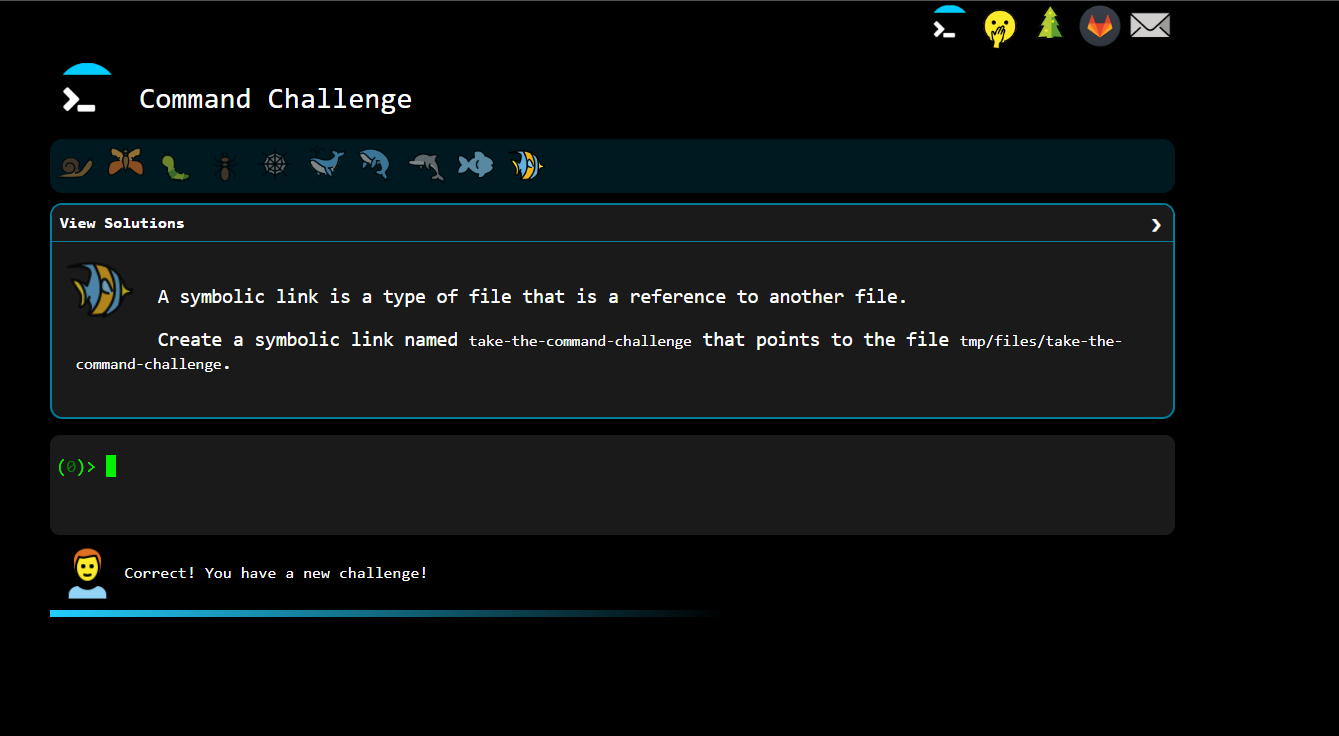 Command Challenge
View Solutions
A symbolic link is a type of file that is a reference to another file.
Create a symbolic link named take-the-command-challenge that points to the file tmp/files/take-the-
command-challenge.
(0)>
Correct! You have a new challenge!